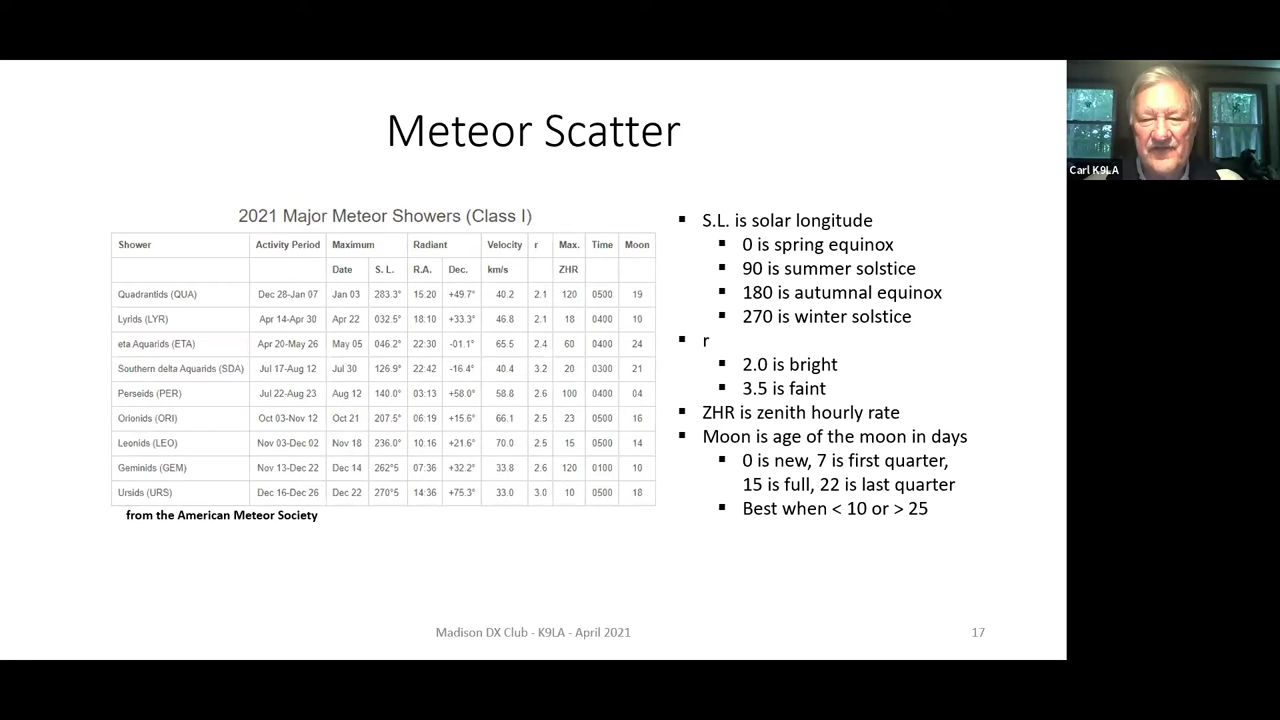 Meteor Scatter
Carl K9LA
2021 Major Meteor Showers (Class I)
Shower Activity Period Maximum Radiant Velocity r Max. Time Moon
Date S. L. R.A. Dec. km/s ZHR
Quadrantids (QUA) Dec 28-Jan 07 Jan 03 283.3° 15:20 +49.7° 40.2 2.1 120 0500 19
Lyrids (LYR) Apr 14-Apr 30 Apr 22 032.5° 18:10 +33.3° 46.8 2.1 18 0400 10
eta Aquarids (ETA) Apr 20-May 26 May 05 046.2° 22:30 -01.1° 65.5 2.4 60 0400 24
Southern delta Aquarids (SDA) Jul 17-Aug 12 Jul 30 126.9° 22:42 -16.4° 40.4 3.2 20 0300 21
Perseids (PER) Jul 22-Aug 23 Aug 12 140.0° 03:13 +58.0° 58.8 2.6 100 0400 04
Orionids (ORI) Oct 03-Nov 12 Oct 21 207.5° 06:19 +15.6° 66.1 2.5 23 0500 16
Leonids (LEO) Nov 03-Dec 02 Nov 18 236.0° 10:16 +21.6° 70.0 2.5 15 0500 14
Geminids (GEM) Nov 13-Dec 22 Dec 14 262°5 07:36 +32.2° 33.8 2.6 120 0100 10
Ursids (URS) Dec 16-Dec 26 Dec 22 270°5 14:36 +75.3° 33.0 3.0 10 0500 18
from the American Meteor Society
▪ S.L. is solar longitude
▪ 0 is spring equinox
▪ 90 is summer solstice
▪ 180 is autumnal equinox
▪ 270 is winter solstice
▪ r
▪ 2.0 is bright
▪ 3.5 is faint
▪ ZHR is zenith hourly rate
▪ Moon is age of the moon in days
▪ 0 is new, 7 is first quarter,
15 is full, 22 is last quarter
▪ Best when < 10 or > 25
Madison DX Club - K9LA - April 2021
17